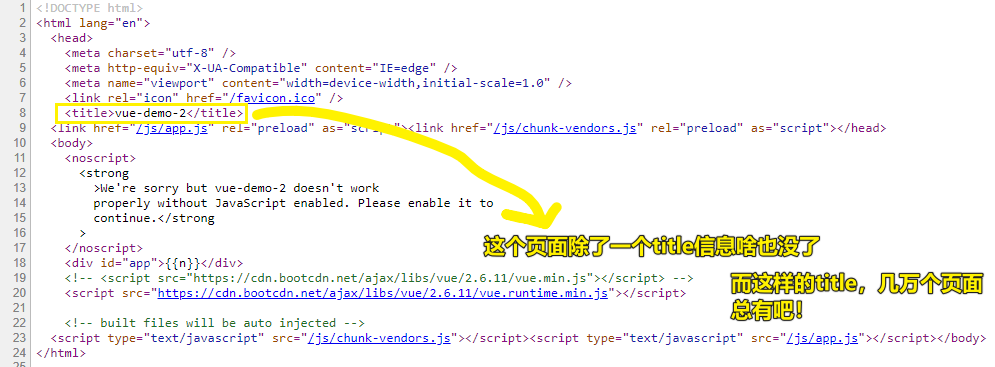 1 <!DOCTYPE html>
2 <html lang="en">
3 <head>
4 <meta charset="utf-8" />
5 <meta http-equiv="X-UA-Compatible" content="IE=edge" />
6 <meta name="viewport" content="width=device-width,initial-scale=1.0" />
7 <link rel="icon" href="/favicon.ico" />
8 <title>vue-demo-2</title>
9 <link href="/js/app.js" rel="preload" as="script"><link href="/js/chunk-vendors.js" rel="preload" as="script"></head>
10 <body>
11 <noscript>
12 <strong
13 >We're sorry but vue-demo-2 doesn't work
14 properly without JavaScript enabled. Please enable it to
15 continue.</strong
16 >
17 </noscript>
18 <div id="app">{{n}}</div>
19 <!-- <script src="https://cdn.bootcdn.net/ajax/libs/vue/2.6.11/vue.min.js"></script> -->
20 <script src="https://cdn.bootcdn.net/ajax/libs/vue/2.6.11/vue.runtime.min.js"></script>
21
22 <!-- built files will be auto injected -->
23 <script type="text/javascript" src="/js/chunk-vendors.js"></script><script type="text/javascript" src="/js/app.js"></script></body>
24 </html>
25
这个页面除了一个title信息啥也没了
而这样的title，几万个页面
总有吧！